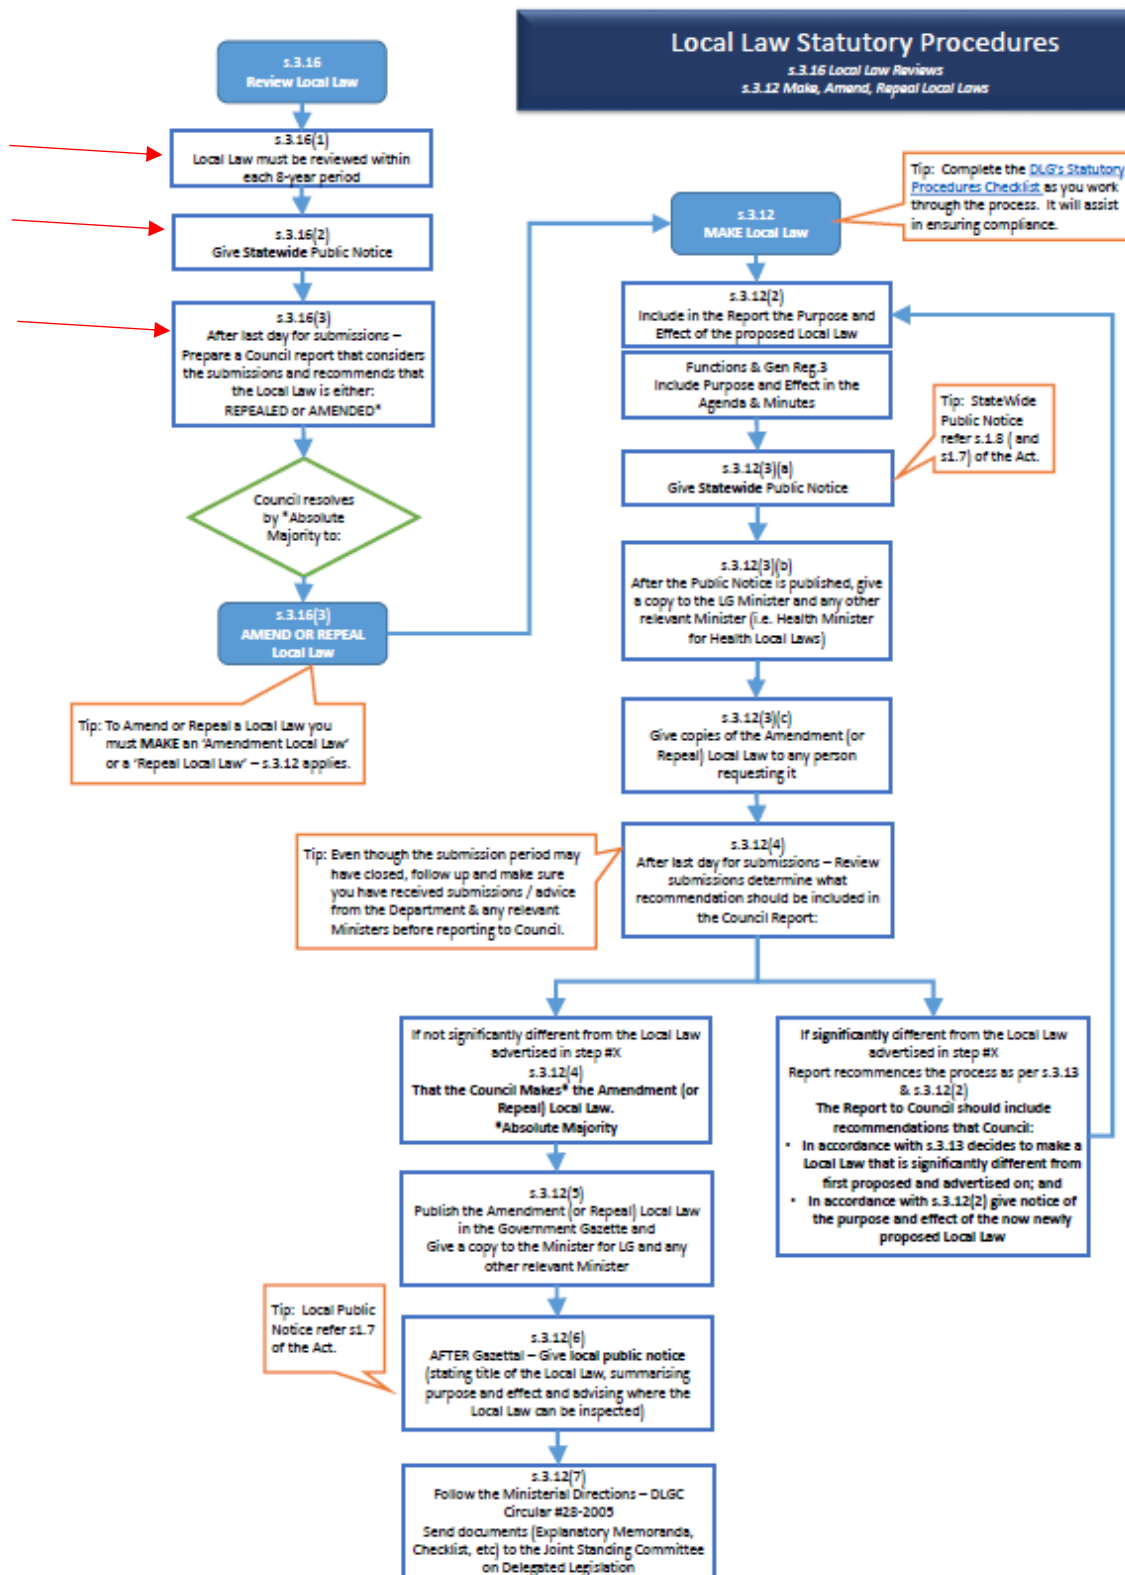 Local Law Statutory Procedures
s.3.16 Local Law Reviews
s.3.12 Make, Amend, Repeal Local Laws
s.3.16
Review Local Law
s.3.16(1)
Local Law must be reviewed within
each 8-year period
s.3.16(2)
Give Statewide Public Notice
s.3.16(3)
After last day for submissions –
Prepare a Council report that considers
the submissions and recommends that
the Local Law is either:
REPEALED or AMENDED*
Council resolves
by *Absolute
Majority to:
s.3.16(3)
AMEND OR REPEAL
Local Law
Tip: To Amend or Repeal a Local Law you
must MAKE an 'Amendment Local Law'
or a 'Repeal Local Law' – s.3.12 applies.
s.3.12
MAKE Local Law
Tip: Complete the DLG's Statutory
Procedures Checklist as you work
through the process. It will assist
in ensuring compliance.
s.3.12(2)
Include in the Report the Purpose and
Effect of the proposed Local Law
Functions & Gen Reg.3
Include Purpose and Effect in the
Agenda & Minutes
Tip: StateWide
Public Notice
refer s.1.8 ( and
s1.7) of the Act.
s.3.12(3)(a)
Give Statewide Public Notice
s.3.12(3)(b)
After the Public Notice is published, give
a copy to the LG Minister and any other
relevant Minister (i.e. Health Minister
for Health Local Laws)
s.3.12(3)(c)
Give copies of the Amendment (or
Repeal) Local Law to any person
requesting it
Tip: Even though the submission period may
have closed, follow up and make sure
you have received submissions / advice
from the Department & any relevant
Ministers before reporting to Council.
s.3.12(4)
After last day for submissions – Review
submissions determine what
recommendation should be included in
the Council Report:
If not significantly different from the Local Law
advertised in step #X
s.3.12(4)
That the Council Makes* the Amendment (or
Repeal) Local Law.
*Absolute Majority
If significantly different from the Local Law
advertised in step #X
Report recommences the process as per s.3.13
& s.3.12(2)
The Report to Council should include
recommendations that Council:
• In accordance with s.3.13 decides to make a
Local Law that is significantly different from
first proposed and advertised on; and
• In accordance with s.3.12(2) give notice of
the purpose and effect of the now newly
proposed Local Law
s.3.12(5)
Publish the Amendment (or Repeal) Local Law
in the Government Gazette and
Give a copy to the Minister for LG and any
other relevant Minister
Tip: Local Public
Notice refer s1.7
of the Act.
s.3.12(6)
AFTER Gazettal – Give local public notice
(stating title of the Local Law, summarising
purpose and effect and advising where the
Local Law can be inspected)
s.3.12(7)
Follow the Ministerial Directions – DLGC
Circular #28-2005
Send documents (Explanatory Memoranda,
Checklist, etc) to the Joint Standing Committee
on Delegated Legislation